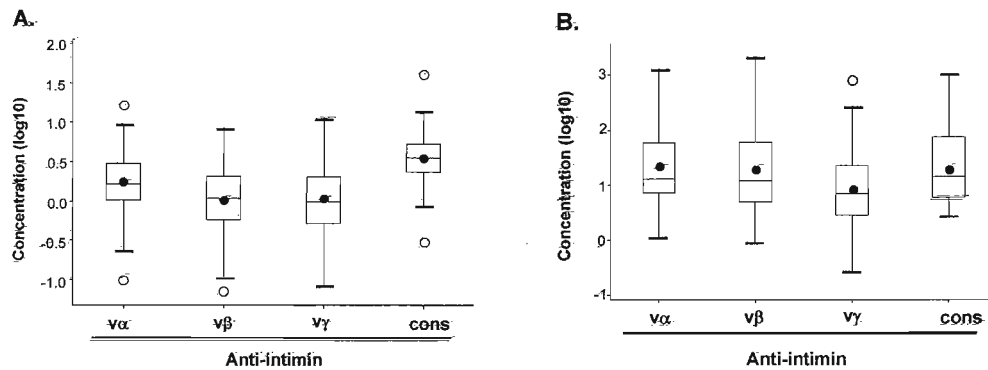 A.
2.0
1.5
1.0
0.5
0.0
-0.5
-1.0
Concentration (log10)
vα vβ vγ cons
Anti-intimin
B.
3
2
1
0
-1
Concentration (log10)
vα vβ vγ cons
Anti-intimin